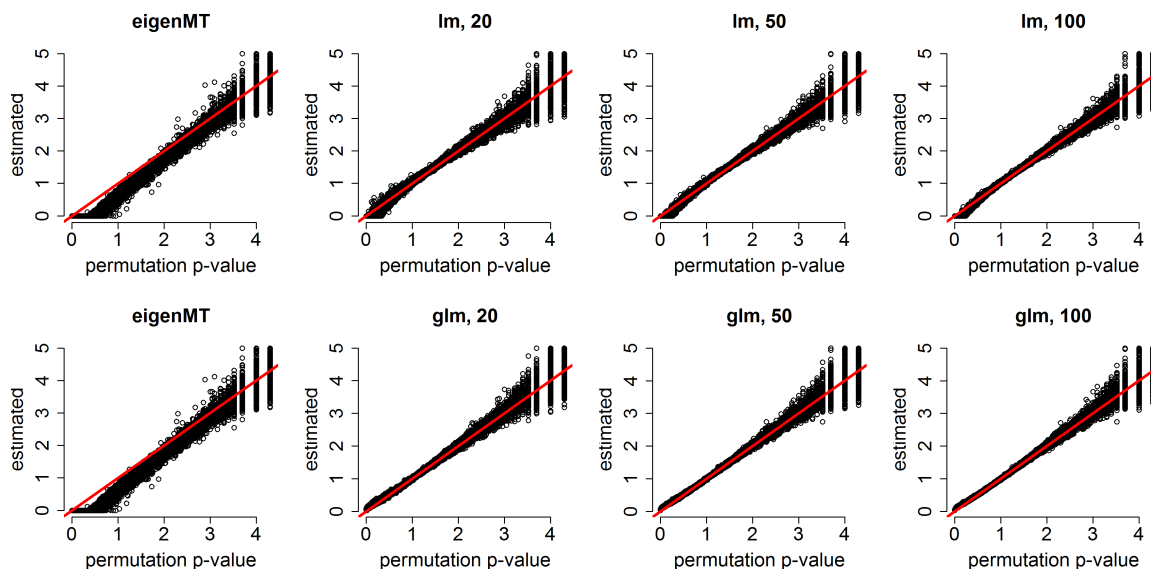 eigenMT
lm, 20
lm, 50
lm, 100
estimated
0 1 2 3 4 5
0 1 2 3 4
permutation p-value
estimated
0 1 2 3 4 5
0 1 2 3 4
permutation p-value
estimated
0 1 2 3 4 5
0 1 2 3 4
permutation p-value
estimated
0 1 2 3 4 5
0 1 2 3 4
permutation p-value
eigenMT
glm, 20
glm, 50
glm, 100
estimated
0 1 2 3 4 5
0 1 2 3 4
permutation p-value
estimated
0 1 2 3 4 5
0 1 2 3 4
permutation p-value
estimated
0 1 2 3 4 5
0 1 2 3 4
permutation p-value
estimated
0 1 2 3 4 5
0 1 2 3 4
permutation p-value